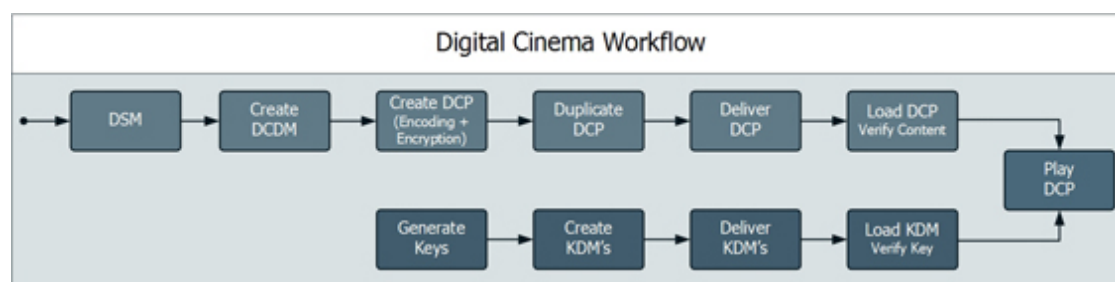 Digital Cinema Workflow
DSM
Create
DCDM
Create DCP
(Encoding +
Encryption)
Duplicate
DCP
Deliver
DCP
Load DCP
Verify Content
Play
DCP
Generate
Keys
Create
KDM's
Deliver
KDM's
Load KDM
Verify Key